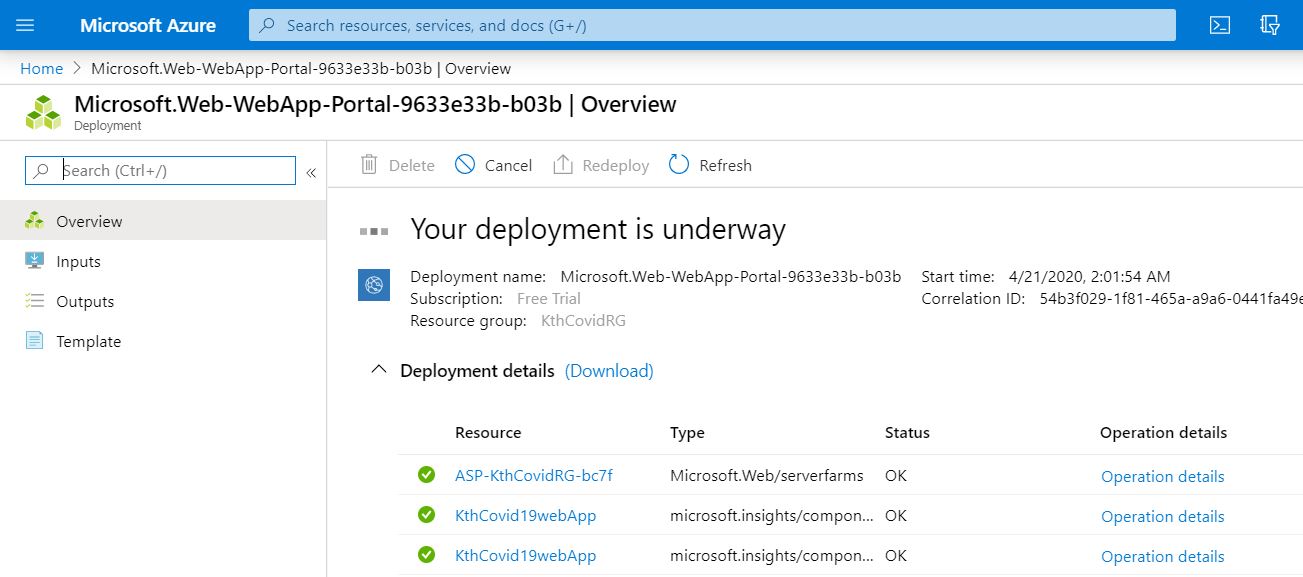 Microsoft Azure
Search resources, services, and docs (G+/)
Home > Microsoft.Web-WebApp-Portal-9633e33b-b03b | Overview
Microsoft.Web-WebApp-Portal-9633e33b-b03b | Overview
Deployment
Search (Ctrl+/)
«
Overview
Inputs
Outputs
Template
Delete Cancel Redeploy Refresh
Your deployment is underway
Deployment name: Microsoft.Web-WebApp-Portal-9633e33b-b03b Start time: 4/21/2020, 2:01:54 AM
Subscription: Free Trial Correlation ID: 54b3f029-1f81-465a-a9a6-0441fa49e
Resource group: KthCovidRG
Deployment details (Download)
Resource Type Status Operation details
ASP-KthCovidRG-bc7f Microsoft.Web/serverfarms OK Operation details
KthCovid19webApp microsoft.insights/compon... OK Operation details
KthCovid19webApp microsoft.insights/compon... OK Operation details